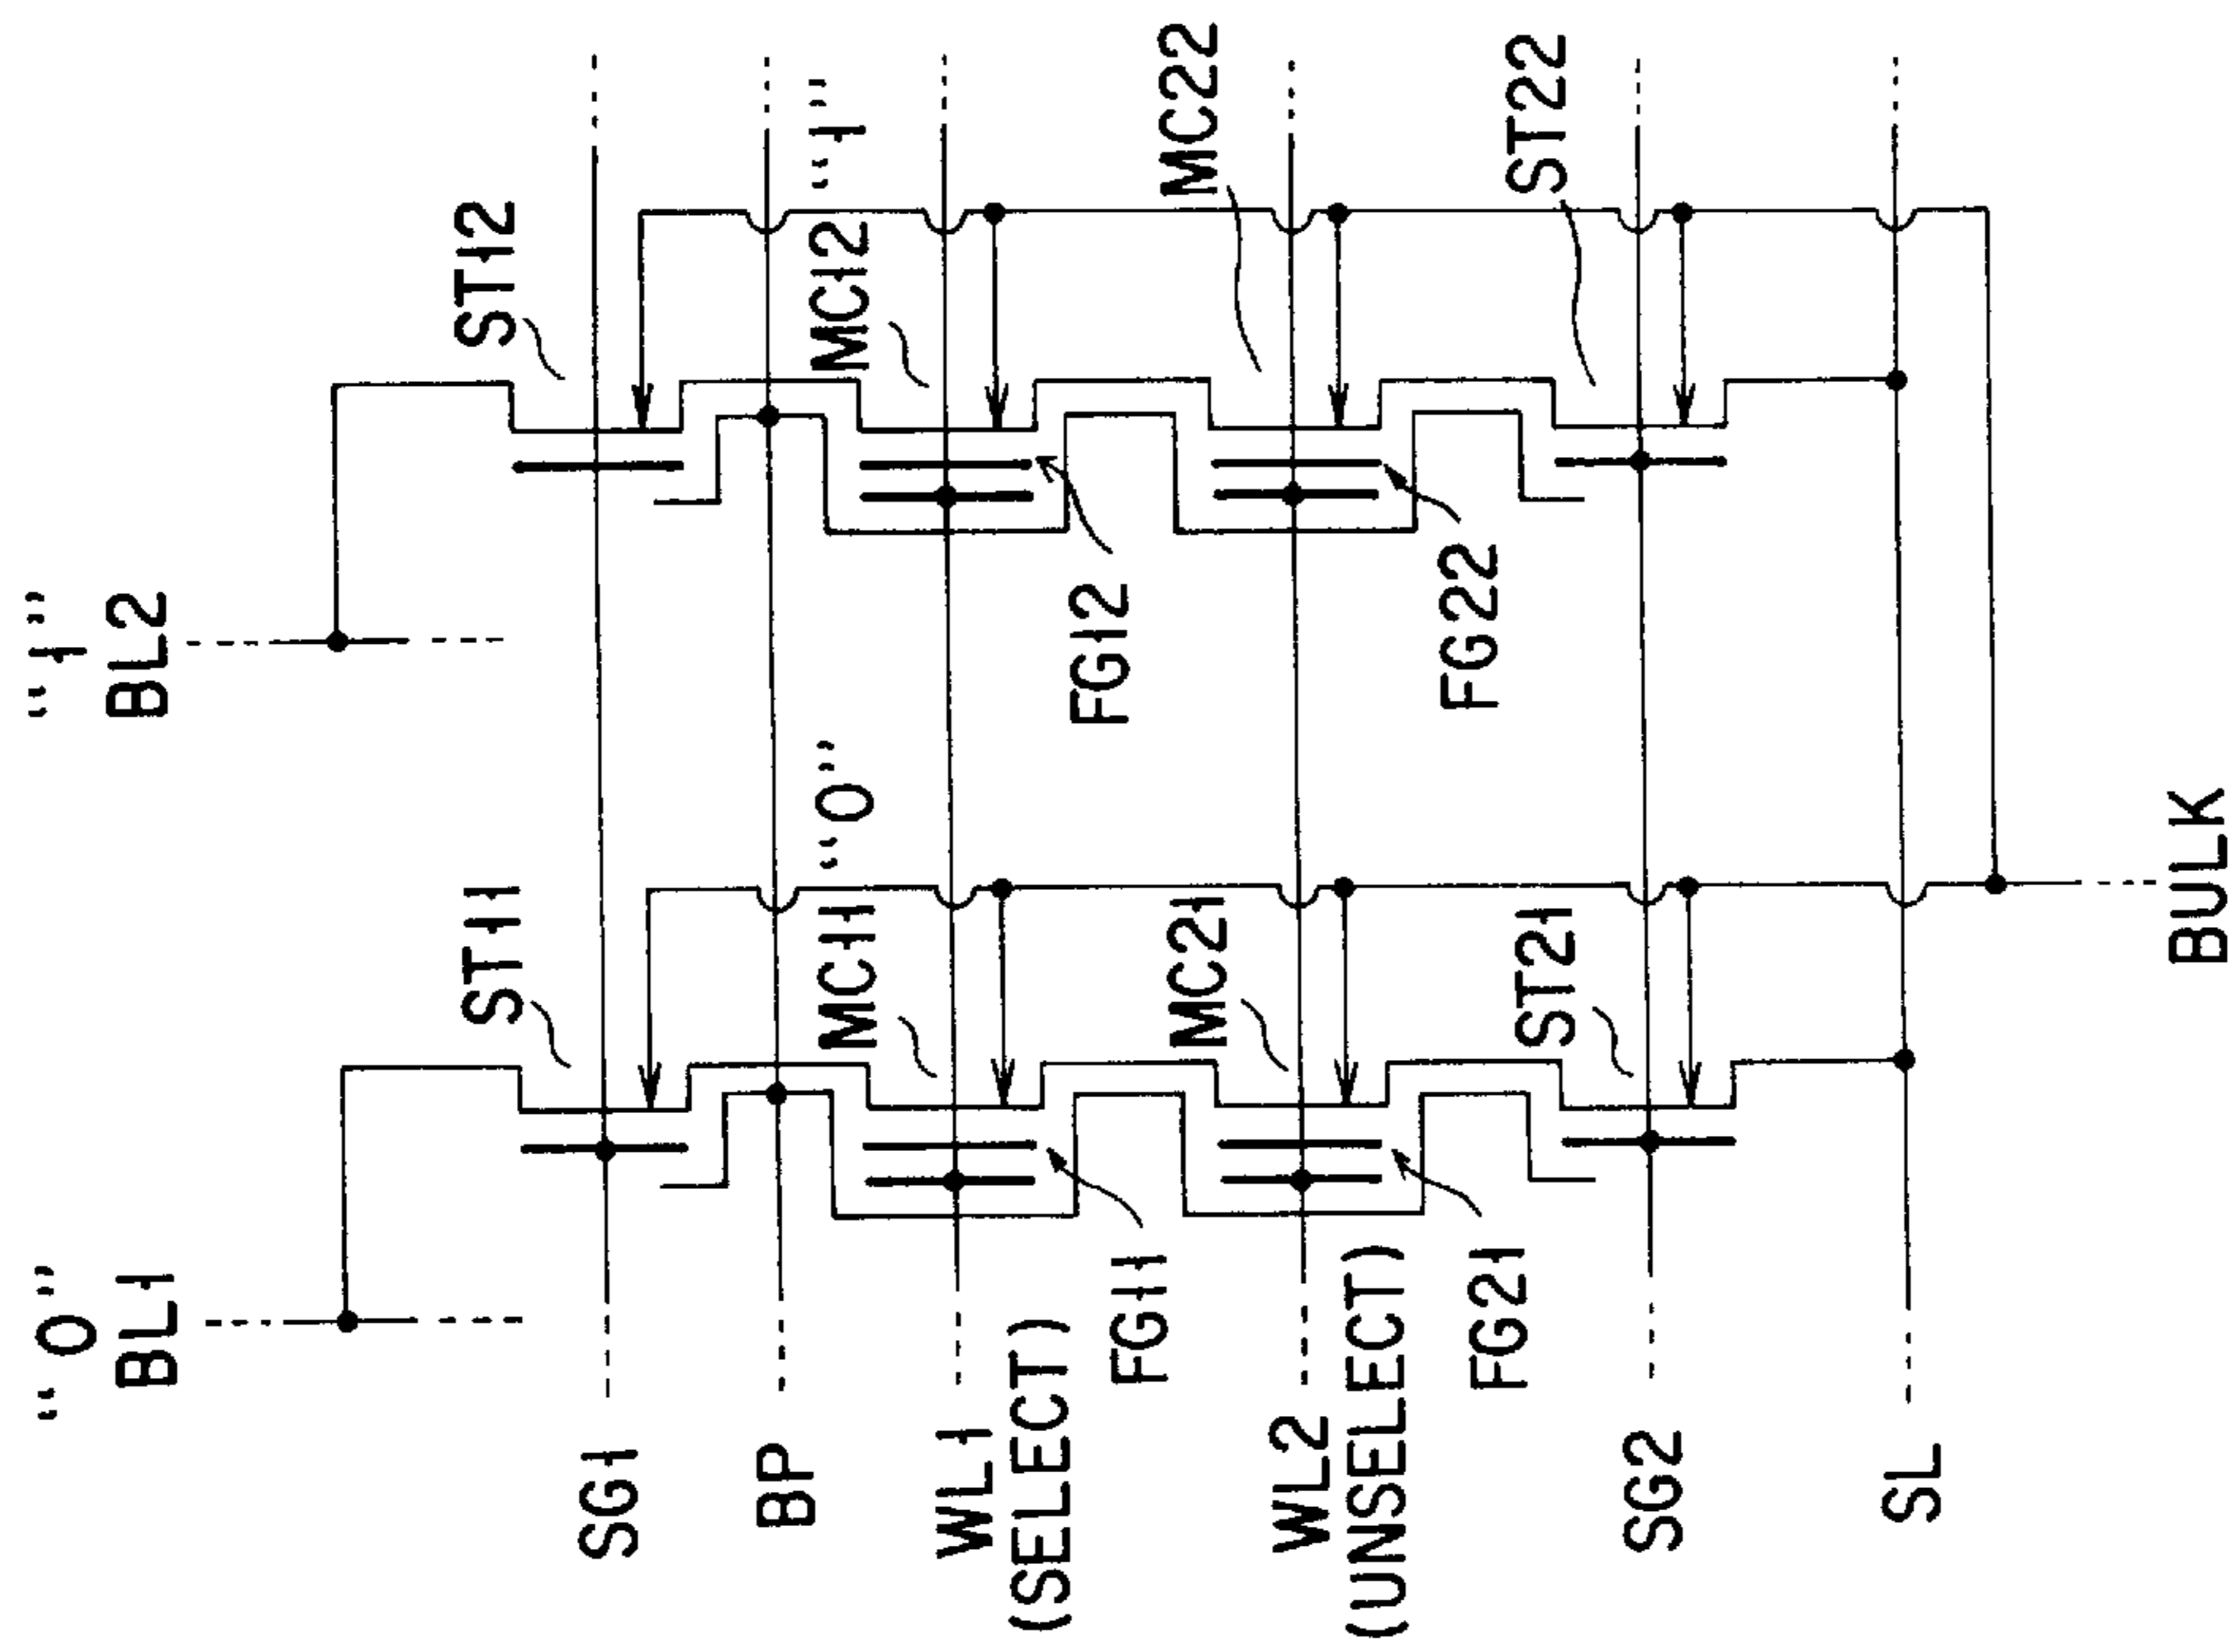 "0"
BL1
"1"
BL2
ST11
ST12
SG1
BP
MC11 "0"
MC12 "1"
WL1
(SELECT)
FG11
FG12
MC21
MC22
WL2
(UNSELECT)
FG21
FG22
ST21
ST22
SG2
SL
BULK